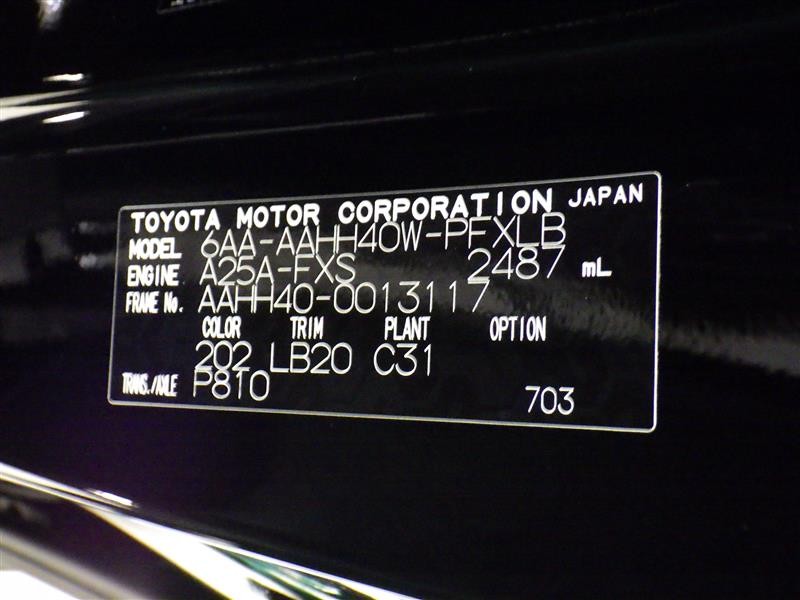 TOYOTA MOTOR CORPORATION JAPAN
MODEL 6AA-AAHH40W-PFXLB
ENGINE A25A-FXS 2487 mL
FRAME No. AAHH40-0013117
COLOR TRIM PLANT OPTION
202 LB20 C31
TRANS./AXLE P810 703